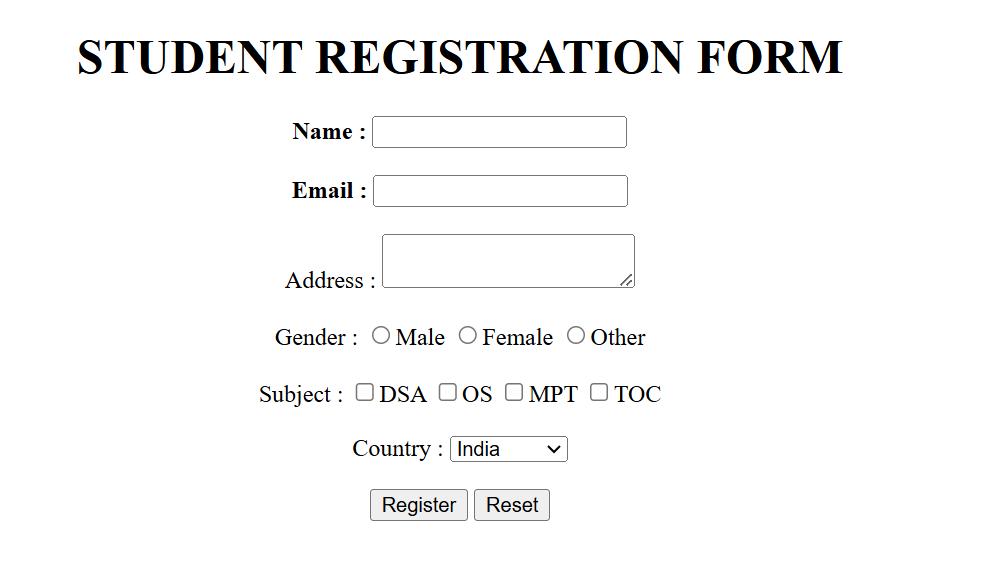 STUDENT REGISTRATION FORM
Name :
Email :
Address :
Gender : Male Female Other
Subject : DSA OS MPT TOC
Country : India
Register Reset